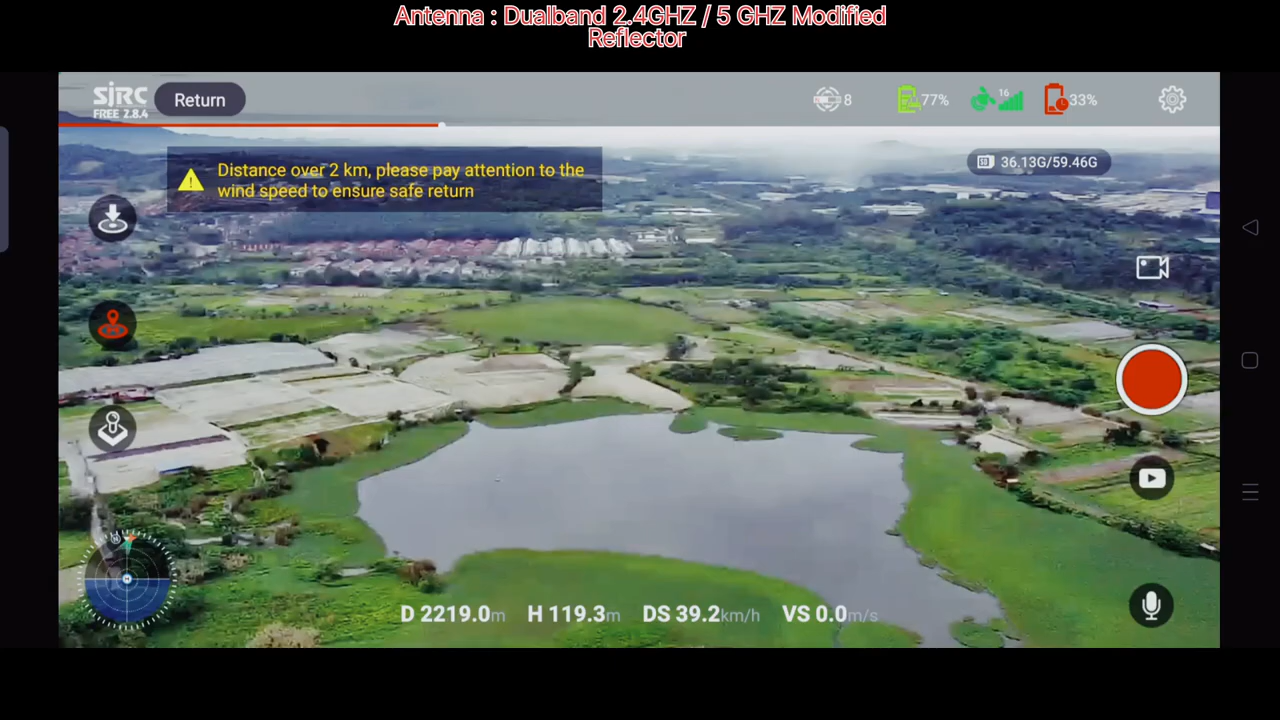 Antenna : Dualband 2.4GHZ / 5 GHZ Modified
Reflector
SJRC
FREE 2.8.4
Return
8
77%
16
33%
Distance over 2 km, please pay attention to the
wind speed to ensure safe return
SD
36.13G/59.46G
N
H
D 2219.0m H 119.3m DS 39.2km/h VS 0.0m/s